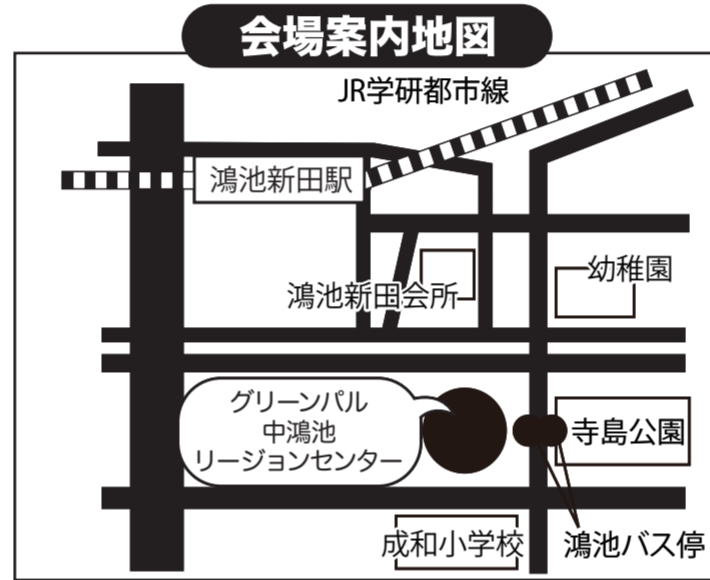 会場案内地図
JR学研都市線
鴻池新田駅
鴻池新田会所
幼稚園
グリーンパル
中鴻池
リージョンセンター
寺島公園
成和小学校
鴻池バス停